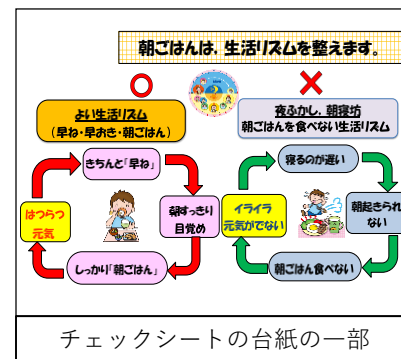 朝ごはんは、生活リズムを整えます。
よい生活リズム
（早ね・早おき・朝ごはん）
きちんと「早ね」
朝すっきり
目覚め
しっかり「朝ごはん」
はつらつ
元気
夜ふかし、朝寝坊
朝ごはんを食べない生活リズム
寝るのが遅い
朝起きられ
ない
朝ごはん食べない
イライラ
元気がでない
チェックシートの台紙の一部